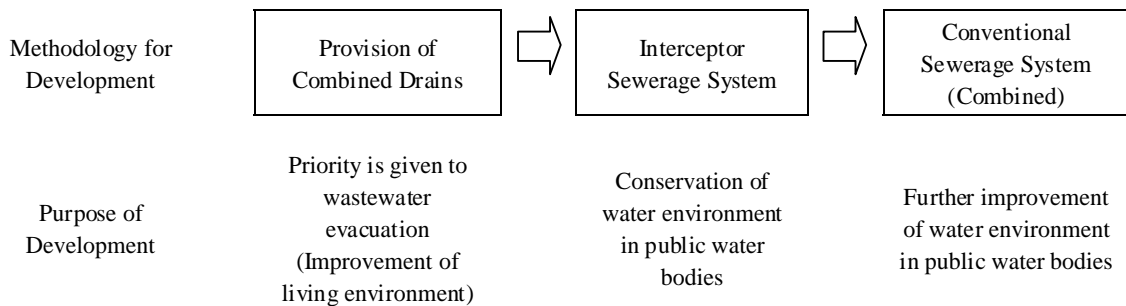 Methodology for
Development
Provision of
Combined Drains
Interceptor
Sewerage System
Conventional
Sewerage System
(Combined)
Purpose of
Development
Priority is given to
wastewater
evacuation
(Improvement of
living environment)
Conservation of
water environment
in public water
bodies
Further improvement
of water environment
in public water bodies